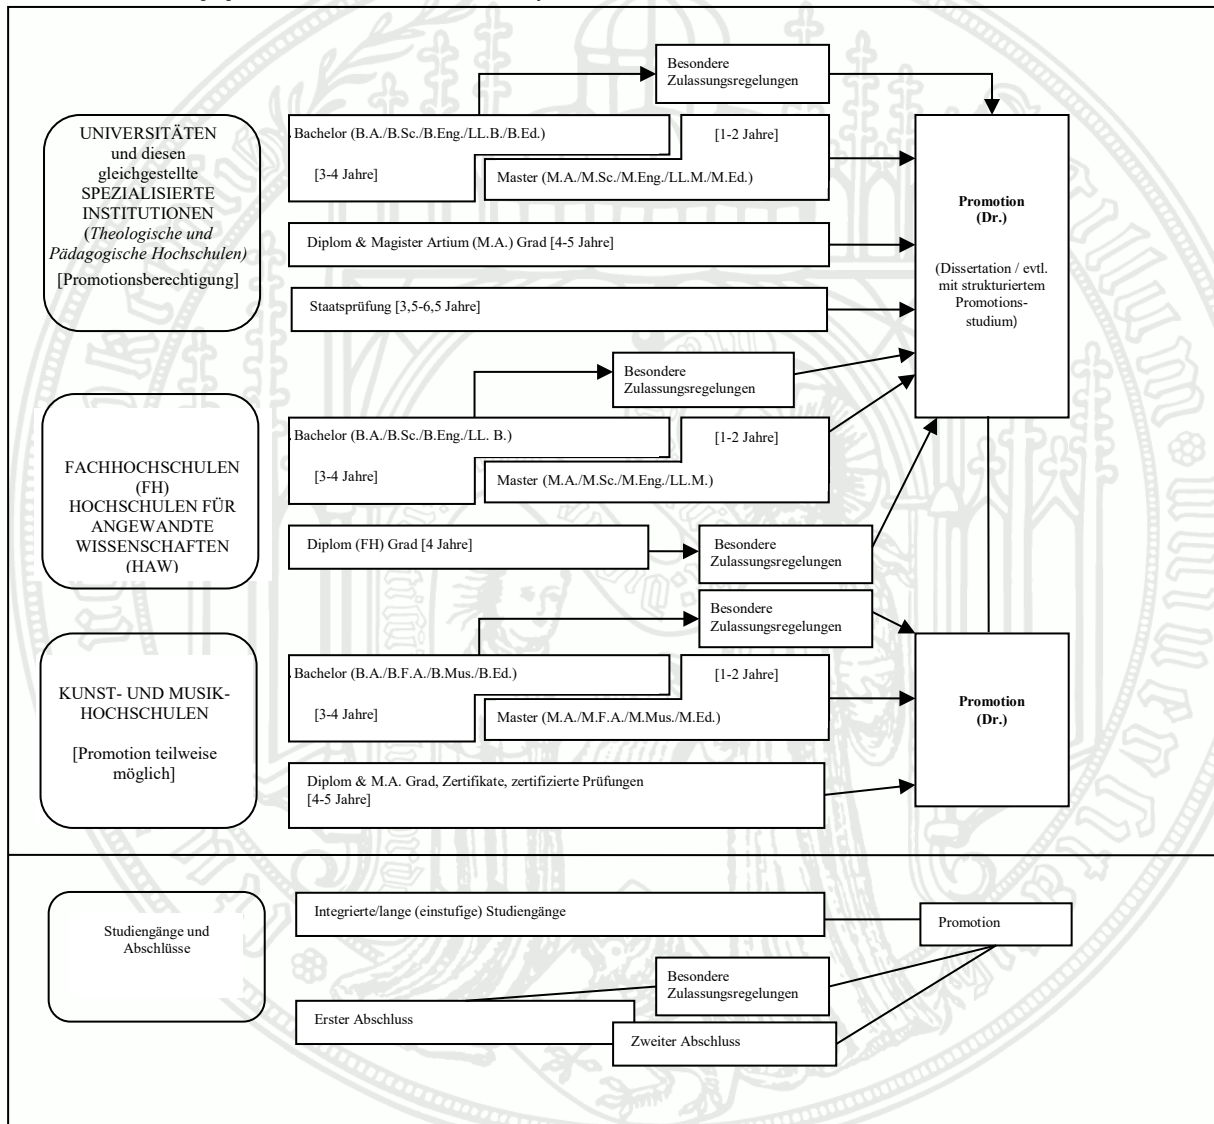 Besondere
Zulassungsregelungen
UNIVERSITÄTEN
und diesen
gleichgestellte
SPEZIALISIERTE
INSTITUTIONEN
(Theologische und
Pädagogische Hochschulen)
[Promotionsberechtigung]
Bachelor (B.A./B.Sc./B.Eng./LL.B./B.Ed.)
[3-4 Jahre]
[1-2 Jahre]
Master (M.A./M.Sc./M.Eng./LL.M./M.Ed.)
Diplom & Magister Artium (M.A.) Grad [4-5 Jahre]
Staatsprüfung [3,5-6,5 Jahre]
Promotion
(Dr.)
(Dissertation / evtl.
mit strukturiertem
Promotions-
studium)
Besondere
Zulassungsregelungen
FACHHOCHSCHULEN
(FH)
HOCHSCHULEN FÜR
ANGEWANDTE
WISSENSCHAFTEN
(HAW)
Bachelor (B.A./B.Sc./B.Eng./LL. B.)
[3-4 Jahre]
[1-2 Jahre]
Master (M.A./M.Sc./M.Eng./LL.M.)
Diplom (FH) Grad [4 Jahre]
Besondere
Zulassungsregelungen
Besondere
Zulassungsregelungen
KUNST- UND MUSIK-
HOCHSCHULEN
[Promotion teilweise
möglich]
Bachelor (B.A./B.F.A./B.Mus./B.Ed.)
[3-4 Jahre]
[1-2 Jahre]
Master (M.A./M.F.A./M.Mus./M.Ed.)
Diplom & M.A. Grad, Zertifikate, zertifizierte Prüfungen
[4-5 Jahre]
Promotion
(Dr.)
Studiengänge und
Abschlüsse
Integrierte/lange (einstufige) Studiengänge
Promotion
Besondere
Zulassungsregelungen
Erster Abschluss
Zweiter Abschluss